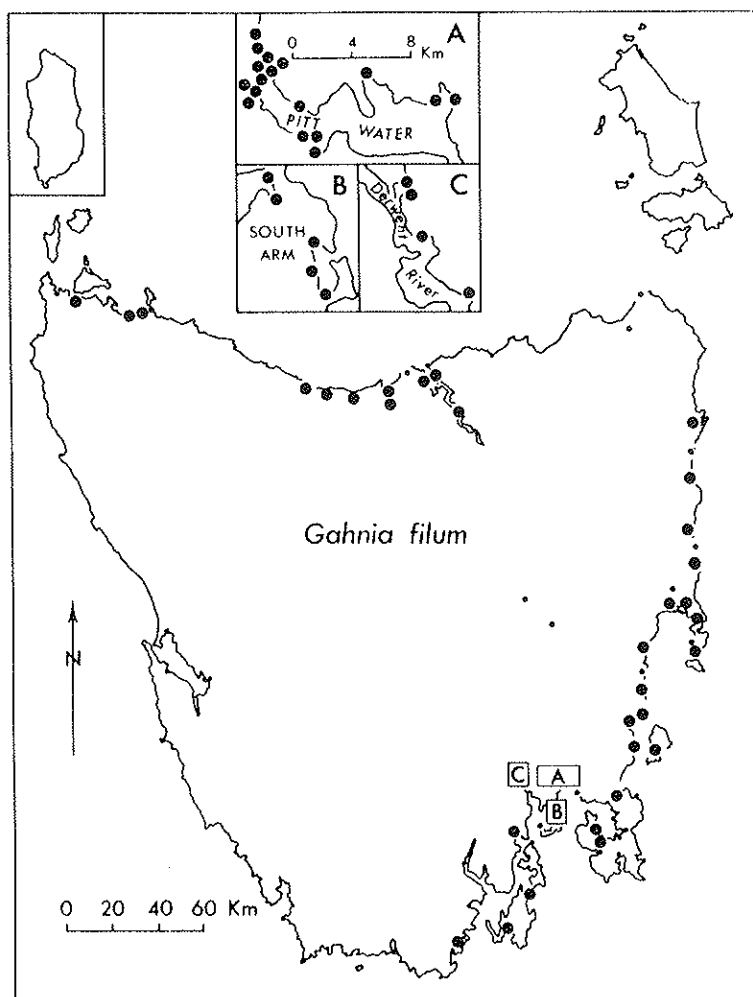 A
0 4 8
Km
PITT
WATER
B
C
SOUTH
ARM
Derwent
River
Gahnia filum
N
C
A
B
0 20 40 60 Km